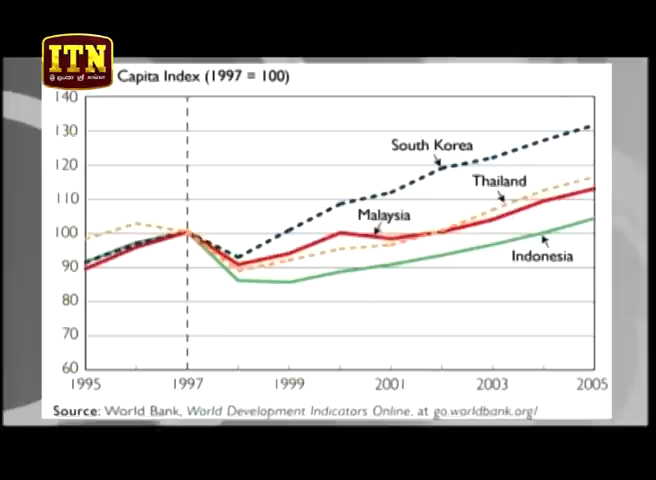 ITN
Capita Index (1997 = 100)
140
130
120
110
100
90
80
70
60
South Korea
Thailand
Malaysia
Indonesia
1995 1997 1999 2001 2003 2005
Source: World Bank, World Development Indicators Online, at go.worldbank.org/